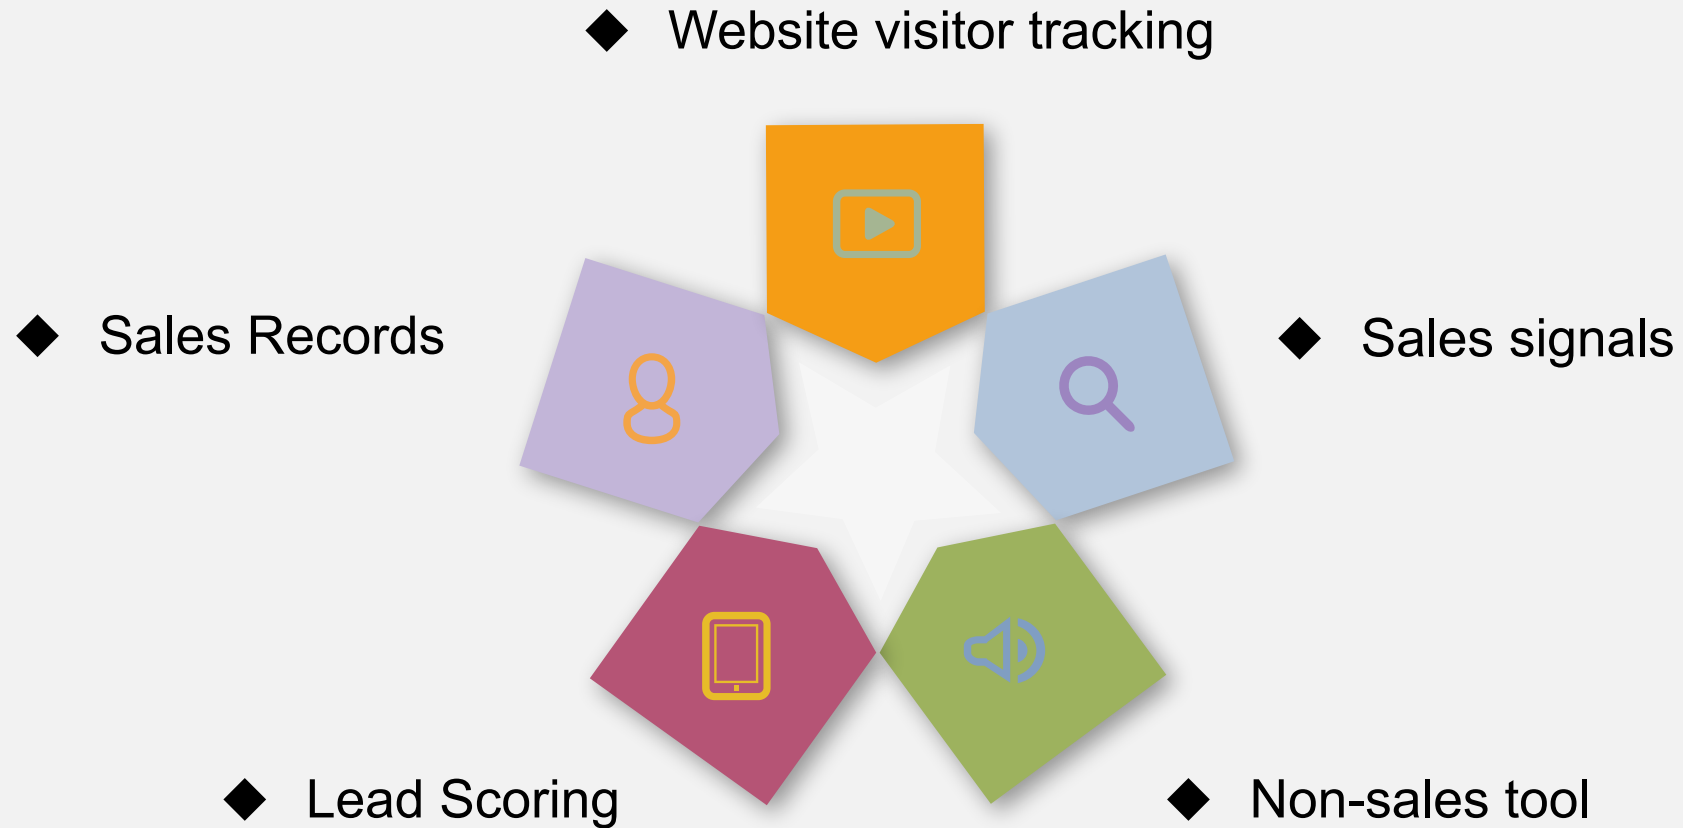 ◆ Website visitor tracking
◆ Sales Records
◆ Sales signals
◆ Lead Scoring
◆ Non-sales tool